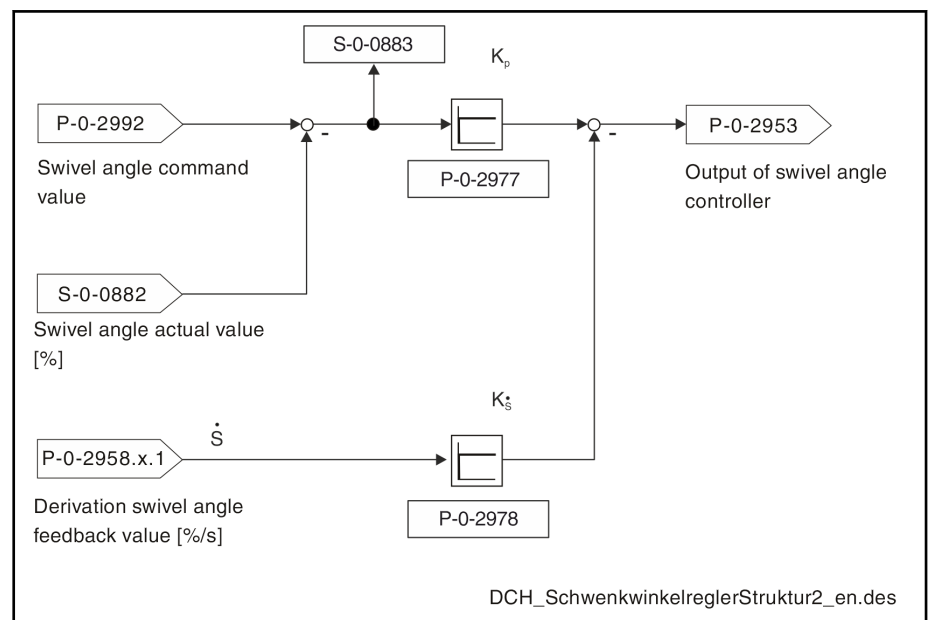 S-0-0883
Kp
P-0-2992
-
-
P-0-2953
Swivel angle command
value
P-0-2977
Output of swivel angle
controller
S-0-0882
Swivel angle actual value
[%]
KṠ
Ṡ
P-0-2958.x.1
Derivation swivel angle
feedback value [%/s]
P-0-2978
DCH_SchwenkwinkelreglerStruktur2_en.des